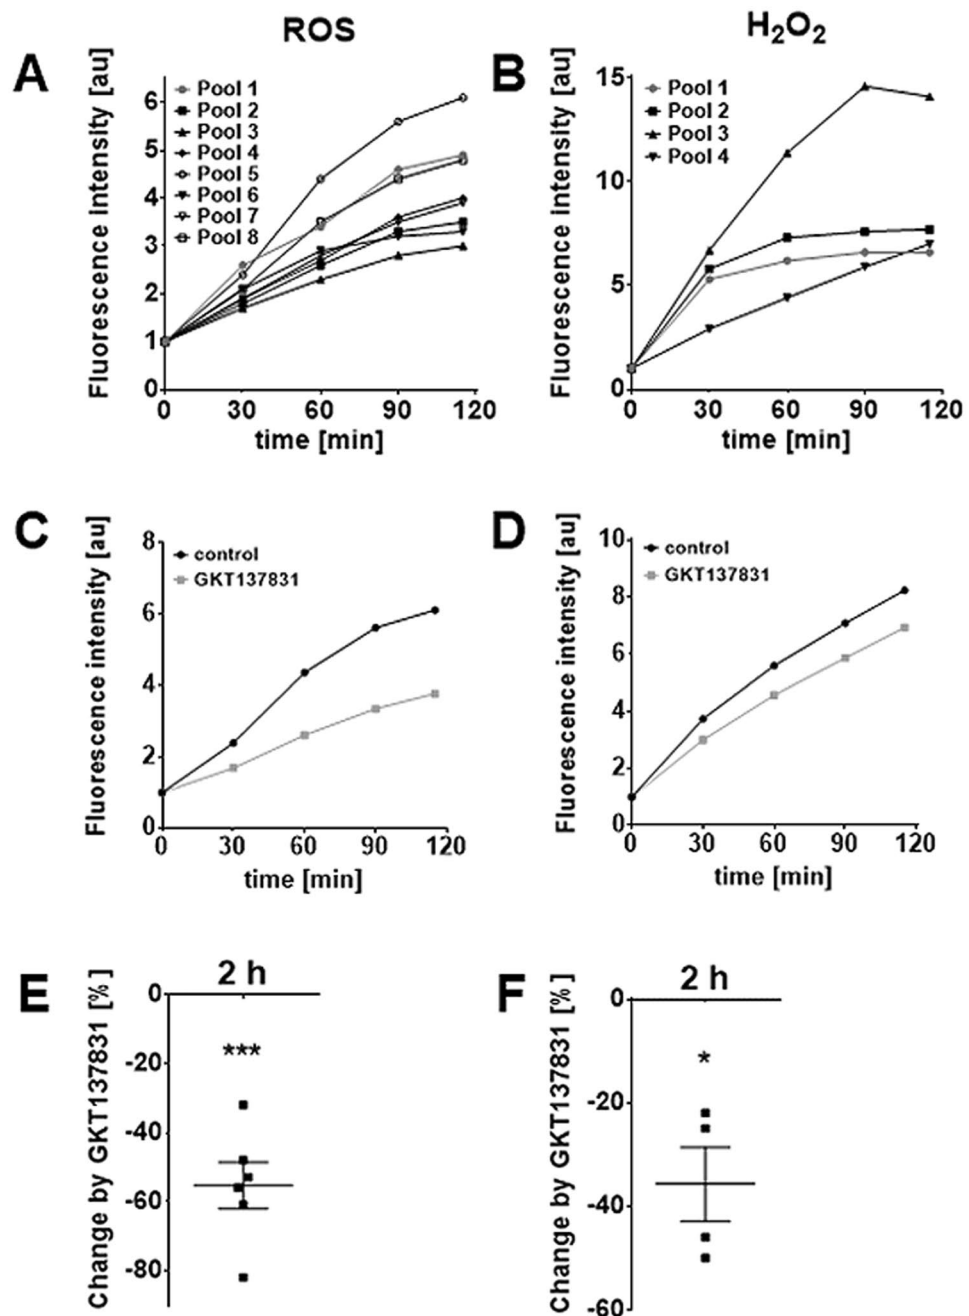 ROS
H2O2
A
Fluorescence intensity [au]
6
5
4
3
2
1
0
Pool 1
Pool 2
Pool 3
Pool 4
Pool 5
Pool 6
Pool 7
Pool 8
0 30 60 90 120
time [min]
B
Fluorescence intensity [au]
15
10
5
0
Pool 1
Pool 2
Pool 3
Pool 4
0 30 60 90 120
time [min]
C
Fluorescence intensity [au]
8
6
4
2
0
control
GKT137831
0 30 60 90 120
time [min]
D
Fluorescence intensity [au]
10
8
6
4
2
0
control
GKT137831
0 30 60 90 120
time [min]
E
Change by GKT137831 [%]
2 h
0
-20
-40
-60
-80
***
F
Change by GKT137831 [%]
2 h
0
-20
-40
-60
*